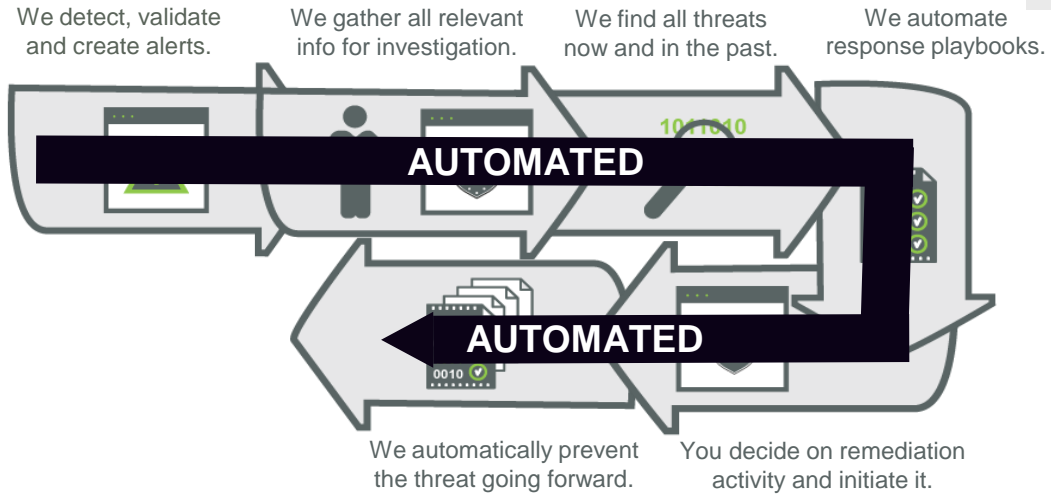 We detect, validate
and create alerts.
We gather all relevant
info for investigation.
We find all threats
now and in the past.
We automate
response playbooks.
1011010
AUTOMATED
AUTOMATED
0010
We automatically prevent
the threat going forward.
You decide on remediation
activity and initiate it.